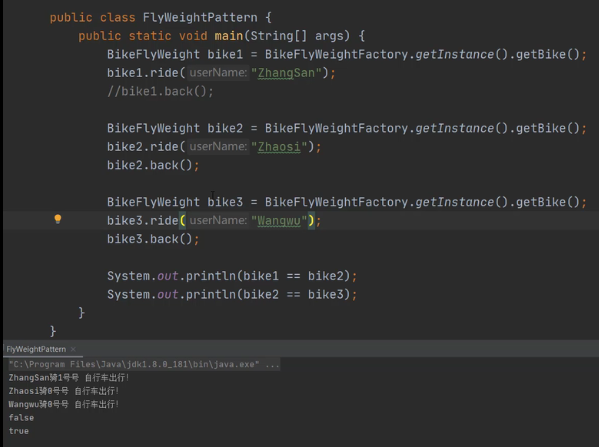 public class FlyWeightPattern {
public static void main(String[] args) {
BikeFlyWeight bike1 = BikeFlyWeightFactory.getInstance().getBike();
bike1.ride( userName: "ZhangSan");
//bike1.back();
BikeFlyWeight bike2 = BikeFlyWeightFactory.getInstance().getBike();
bike2.ride( userName: "Zhaosi");
bike2.back();
BikeFlyWeight bike3 = BikeFlyWeightFactory.getInstance().getBike();
bike3.ride( userName: "Wangwu");
bike3.back();
System.out.println(bike1 == bike2);
System.out.println(bike2 == bike3);
}
}
FlyWeightPattern ×
"C:\Program Files\Java\jdk1.8.0_181\bin\java.exe" ...
ZhangSan骑1号号 自行车出行!
Zhaosi骑0号号 自行车出行!
Wangwu骑0号号 自行车出行!
false
true